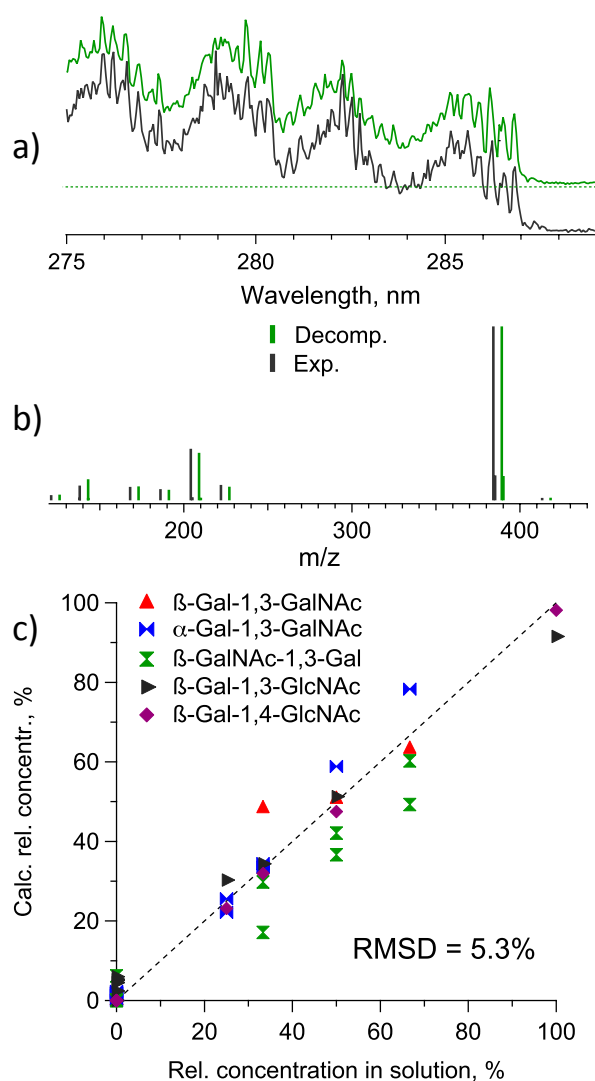 a)
275
280
285
Wavelength, nm
Decomp.
Exp.
b)
200
300
400
m/z
c)
100
80
60
40
20
0
Calc. rel. concentr., %
ß-Gal-1,3-GalNAc
α-Gal-1,3-GalNAc
ß-GalNAc-1,3-Gal
ß-Gal-1,3-GlcNAc
ß-Gal-1,4-GlcNAc
RMSD = 5.3%
0
20
40
60
80
100
Rel. concentration in solution, %